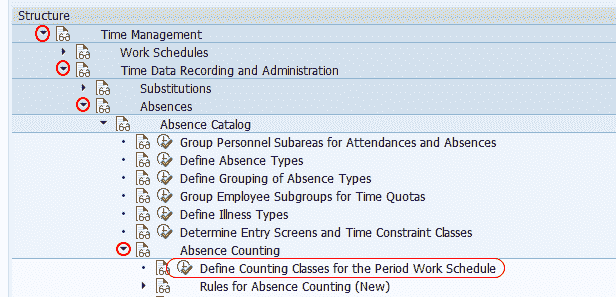 Structure
Time Management
Work Schedules
Time Data Recording and Administration
Substitutions
Absences
Absence Catalog
Group Personnel Subareas for Attendances and Absences
Define Absence Types
Define Grouping of Absence Types
Group Employee Subgroups for Time Quotas
Define Illness Types
Determine Entry Screens and Time Constraint Classes
Absence Counting
Define Counting Classes for the Period Work Schedule
Rules for Absence Counting (New)